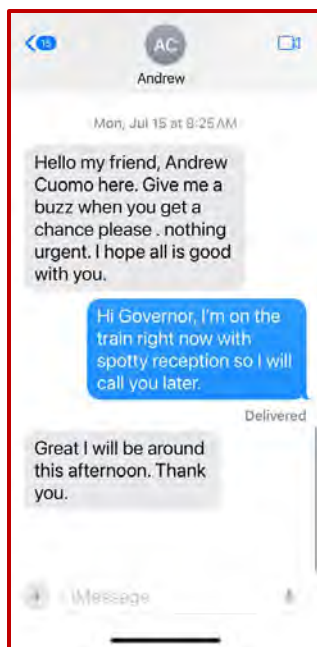 15
AC
Andrew
Mon, Jul 15 at 8:25 AM
Hello my friend, Andrew
Cuomo here. Give me a
buzz when you get a
chance please . nothing
urgent. I hope all is good
with you.
Hi Governor, I'm on the
train right now with
spotty reception so I will
call you later.
Delivered
Great I will be around
this afternoon. Thank
you.
iMessage